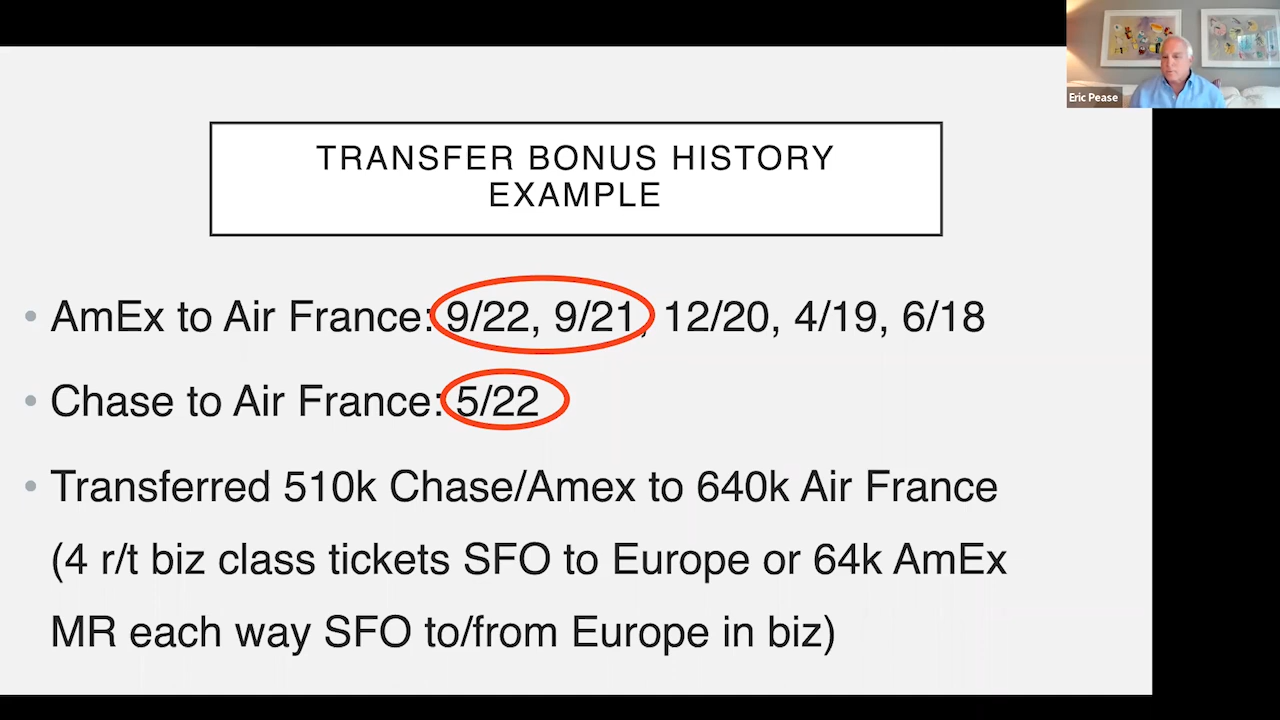 Eric Pease
TRANSFER BONUS HISTORY
EXAMPLE
• AmEx to Air France: 9/22, 9/21, 12/20, 4/19, 6/18
• Chase to Air France: 5/22
• Transferred 510k Chase/Amex to 640k Air France
(4 r/t biz class tickets SFO to Europe or 64k AmEx
MR each way SFO to/from Europe in biz)